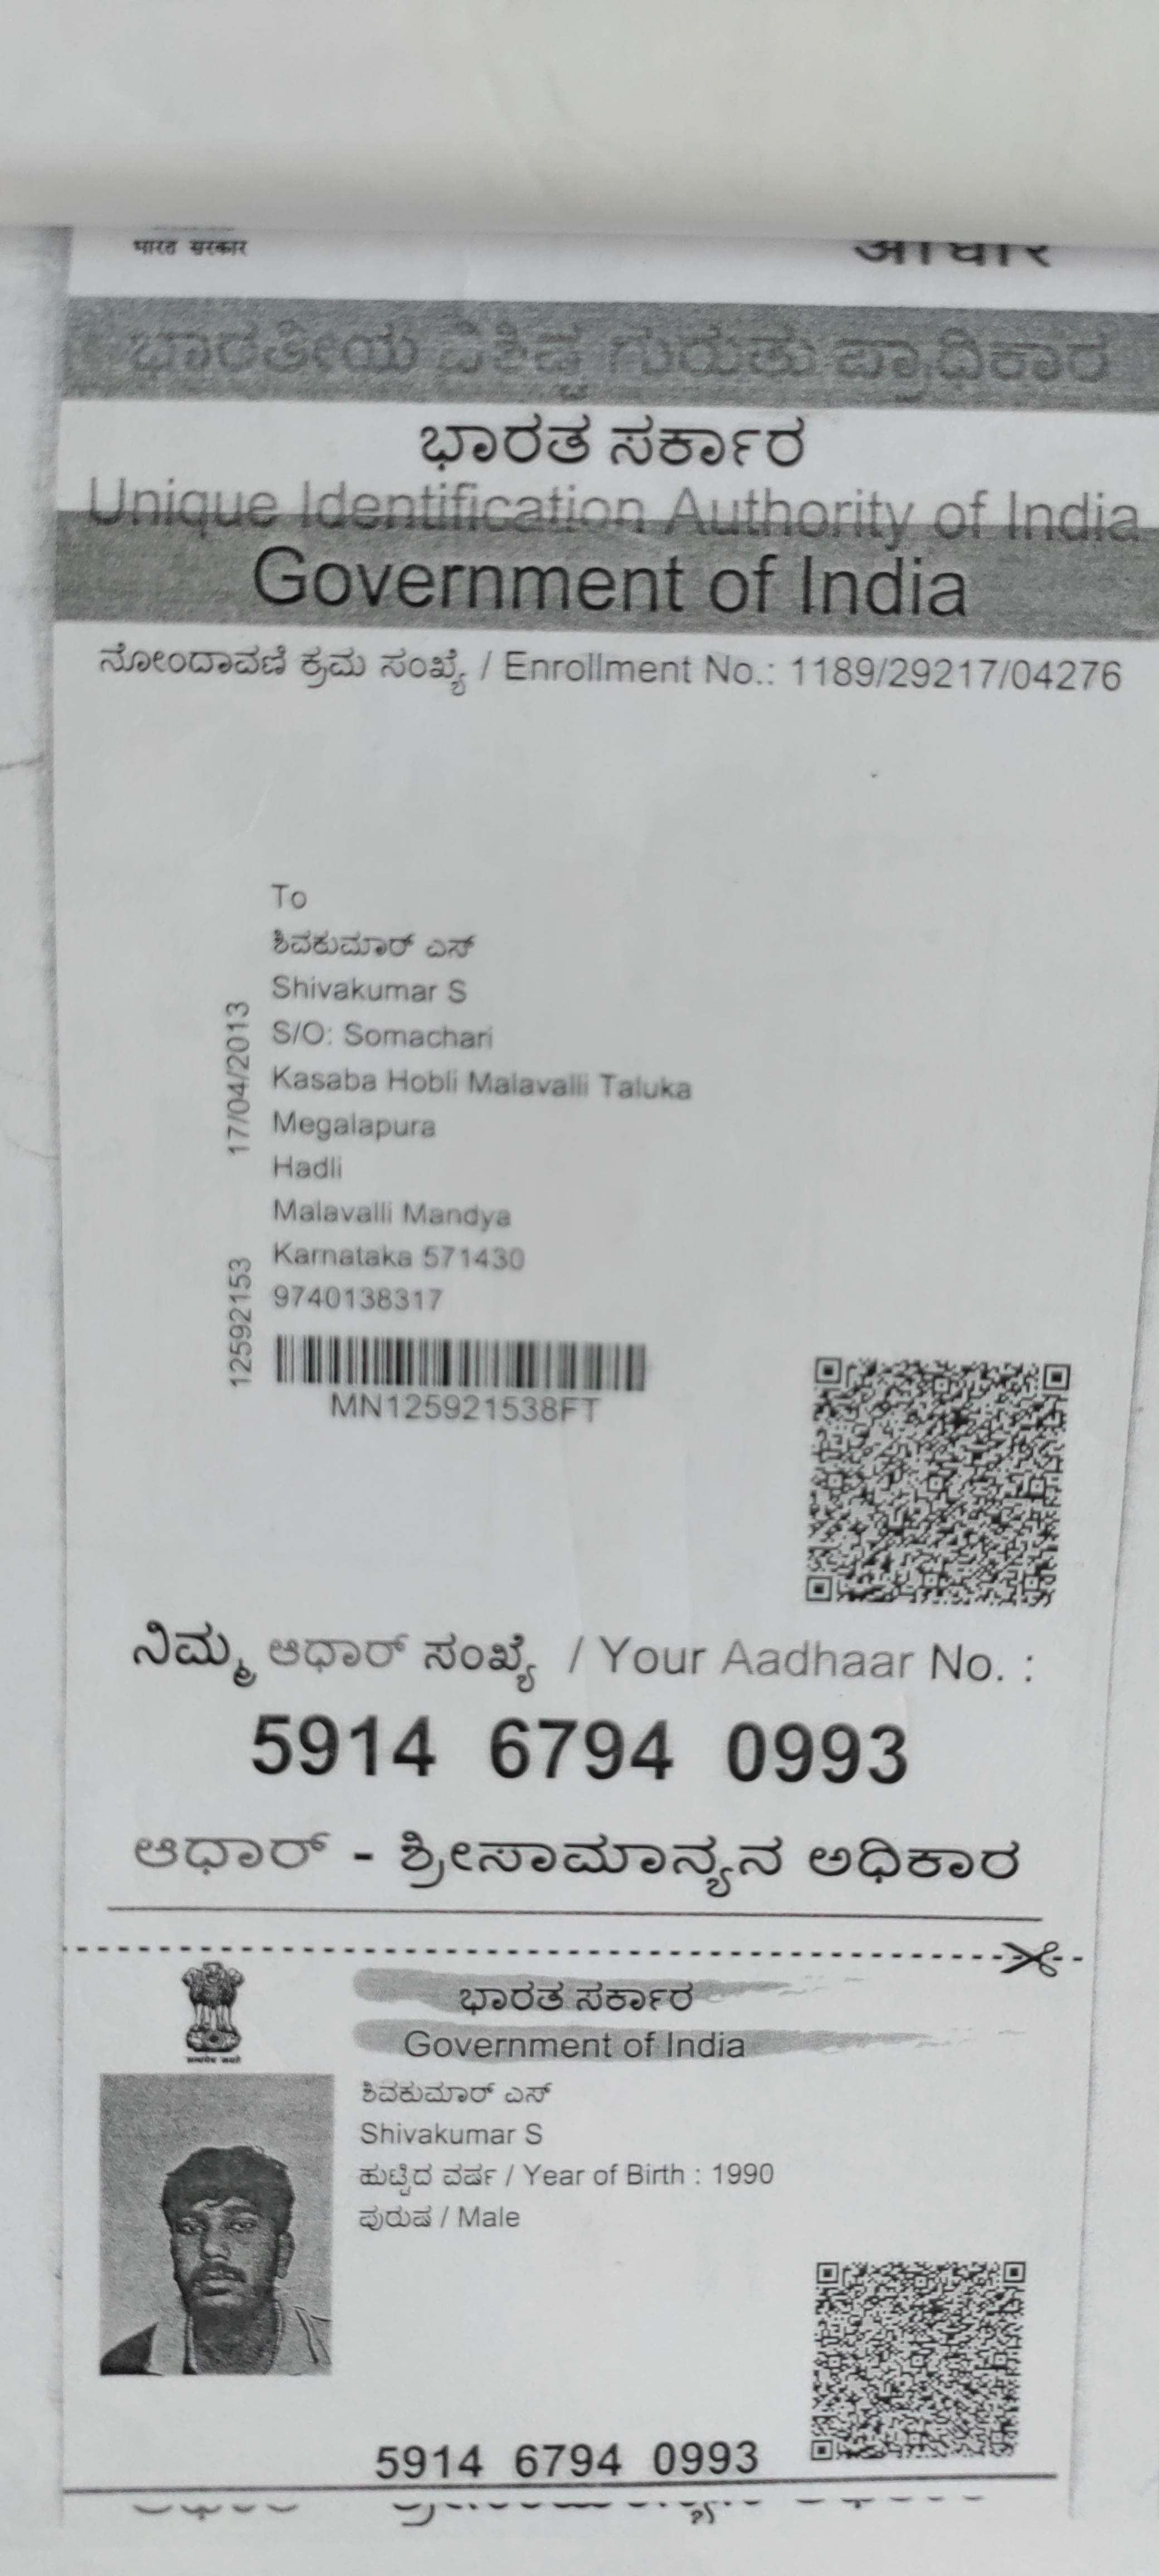 भारत सरकार
आधार
ಭಾರತೀಯ ವಿಶಿಷ್ಟ ಗುರುತು ಪ್ರಾಧಿಕಾರ
ಭಾರತ ಸರ್ಕಾರ
Unique Identification Authority of India
Government of India
ನೋಂದಾವಣಿ ಕ್ರಮ ಸಂಖ್ಯೆ / Enrollment No.: 1189/29217/04276
To
ಶಿವಕುಮಾರ್ ಎಸ್
Shivakumar S
S/O: Somachari
Kasaba Hobli Malavalli Taluka
Megalapura
Hadli
Malavalli Mandya
Karnataka 571430
9740138317
17/04/2013
12592153
MN125921538FT
ನಿಮ್ಮ ಆಧಾರ್ ಸಂಖ್ಯೆ / Your Aadhaar No. :
5914 6794 0993
ಆಧಾರ್ - ಶ್ರೀಸಾಮಾನ್ಯನ ಅಧಿಕಾರ
ಭಾರತ ಸರ್ಕಾರ
Government of India
ಶಿವಕುಮಾರ್ ಎಸ್
Shivakumar S
ಹುಟ್ಟಿದ ವರ್ಷ / Year of Birth : 1990
ಪುರುಷ / Male
5914 6794 0993